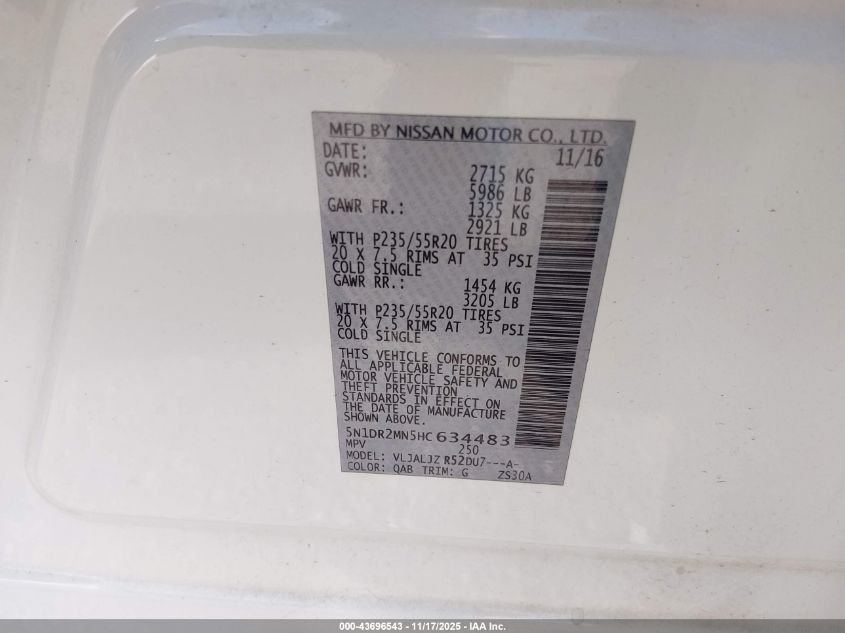 MFD BY NISSAN MOTOR CO., LTD.
DATE: 11/16
GVWR: 2715 KG
5986 LB
GAWR FR.: 1325 KG
2921 LB
WITH P235/55R20 TIRES
20 X 7.5 RIMS AT 35 PSI
COLD SINGLE
GAWR RR.: 1454 KG
3205 LB
WITH P235/55R20 TIRES
20 X 7.5 RIMS AT 35 PSI
COLD SINGLE
THIS VEHICLE CONFORMS TO
ALL APPLICABLE FEDERAL
MOTOR VEHICLE SAFETY AND
THEFT PREVENTION
STANDARDS IN EFFECT ON
THE DATE OF MANUFACTURE
SHOWN ABOVE.
5N1DR2MN5HC 634483
MPV 250
MODEL: VLJALJZ R52DU7---A-
COLOR: QAB TRIM: G ZS30A
000-43696543 - 11/17/2025 - IAA Inc.